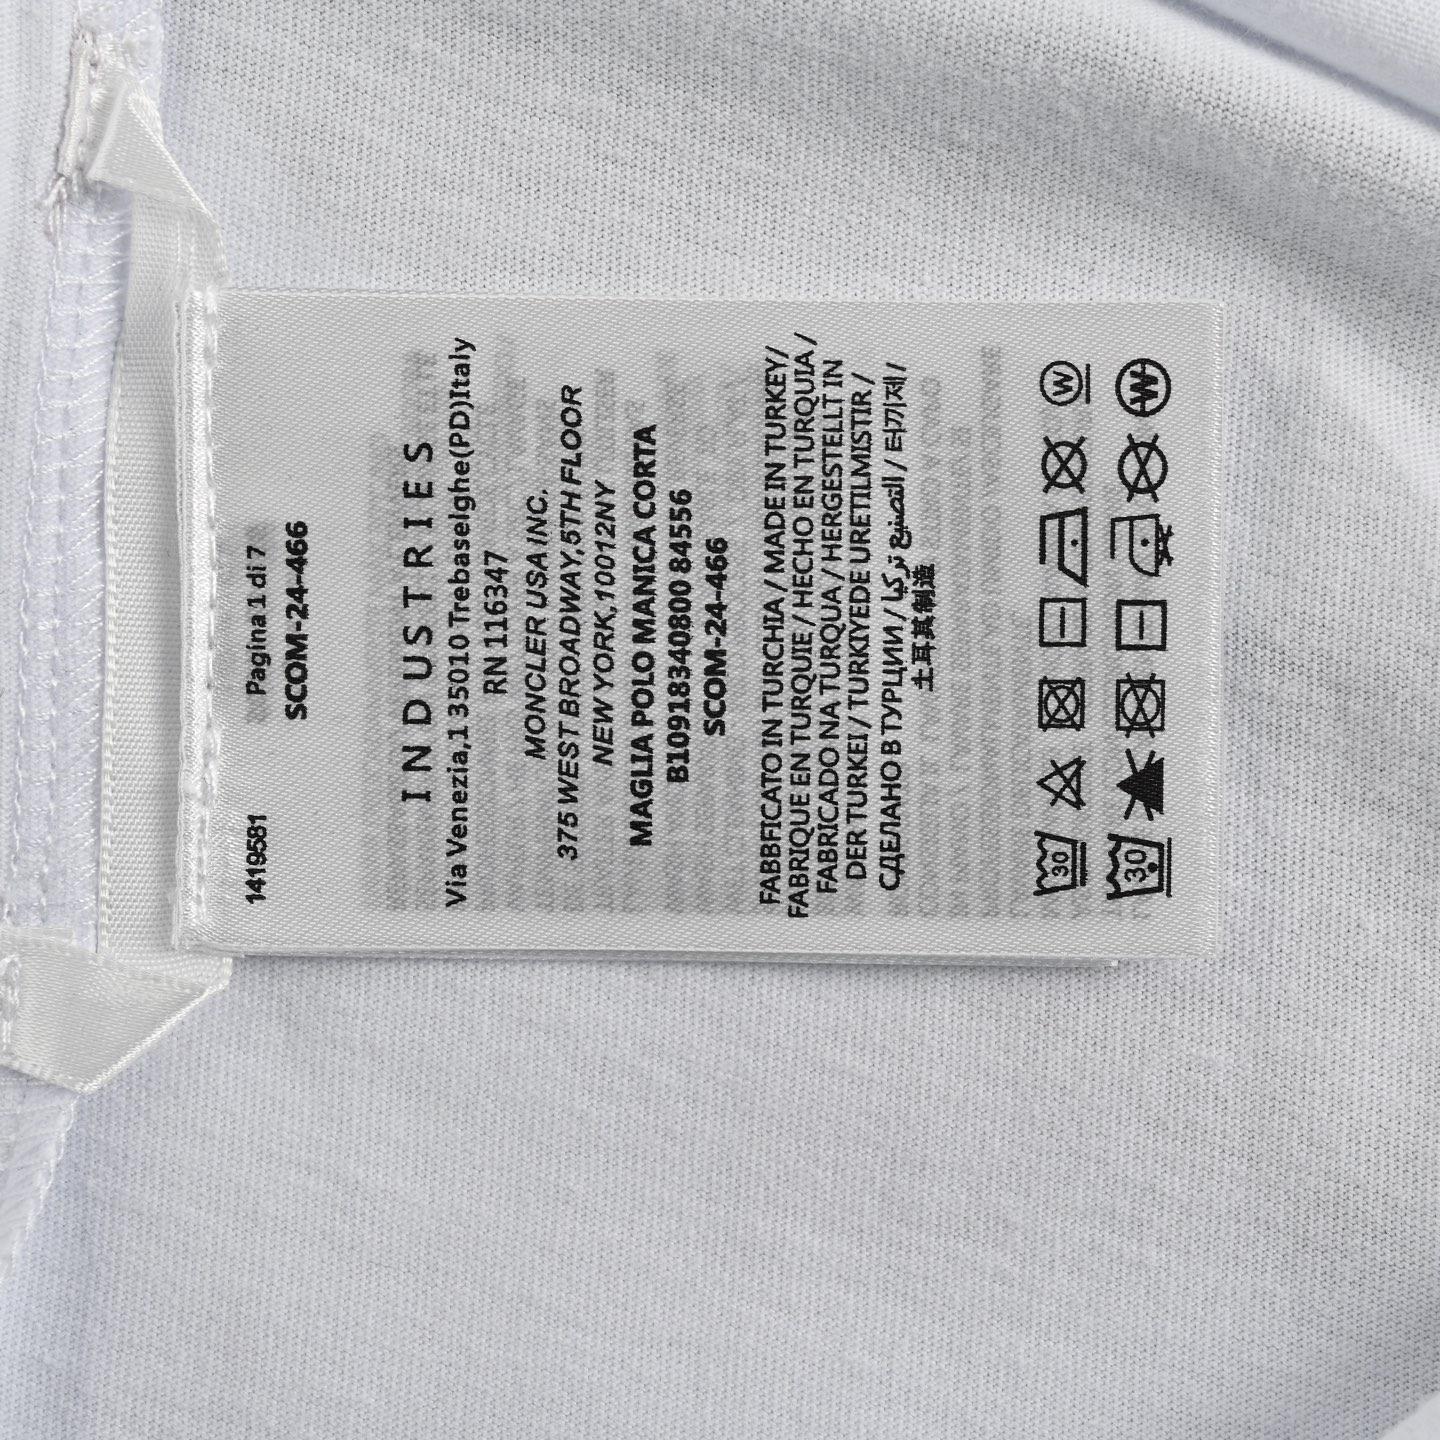 1419581 Pagina 1 di 7
SCOM-24-466
INDUSTRIES
Via Venezia,1 35010 Trebaselghe(PD)Italy
RN 116347
MONCLER USA INC.
375 WEST BROADWAY,5TH FLOOR
NEW YORK,10012NY
MAGLIA POLO MANICA CORTA
B10918340800 84556
SCOM-24-466
FABBFICATO IN TURCHIA / MADE IN TURKEY/
FABRIQUE EN TURQUIE / HECHO EN TURQUIA /
FABRICADO NA TURQUA / HERGESTELLT IN
DER TURKEI / TURKIYEDE URETILMISTIR /
СДЕЛАНО В ТУРЦИИ / التصنيع تركيا / 터끼제 /
土耳其制造
30 W
30 W